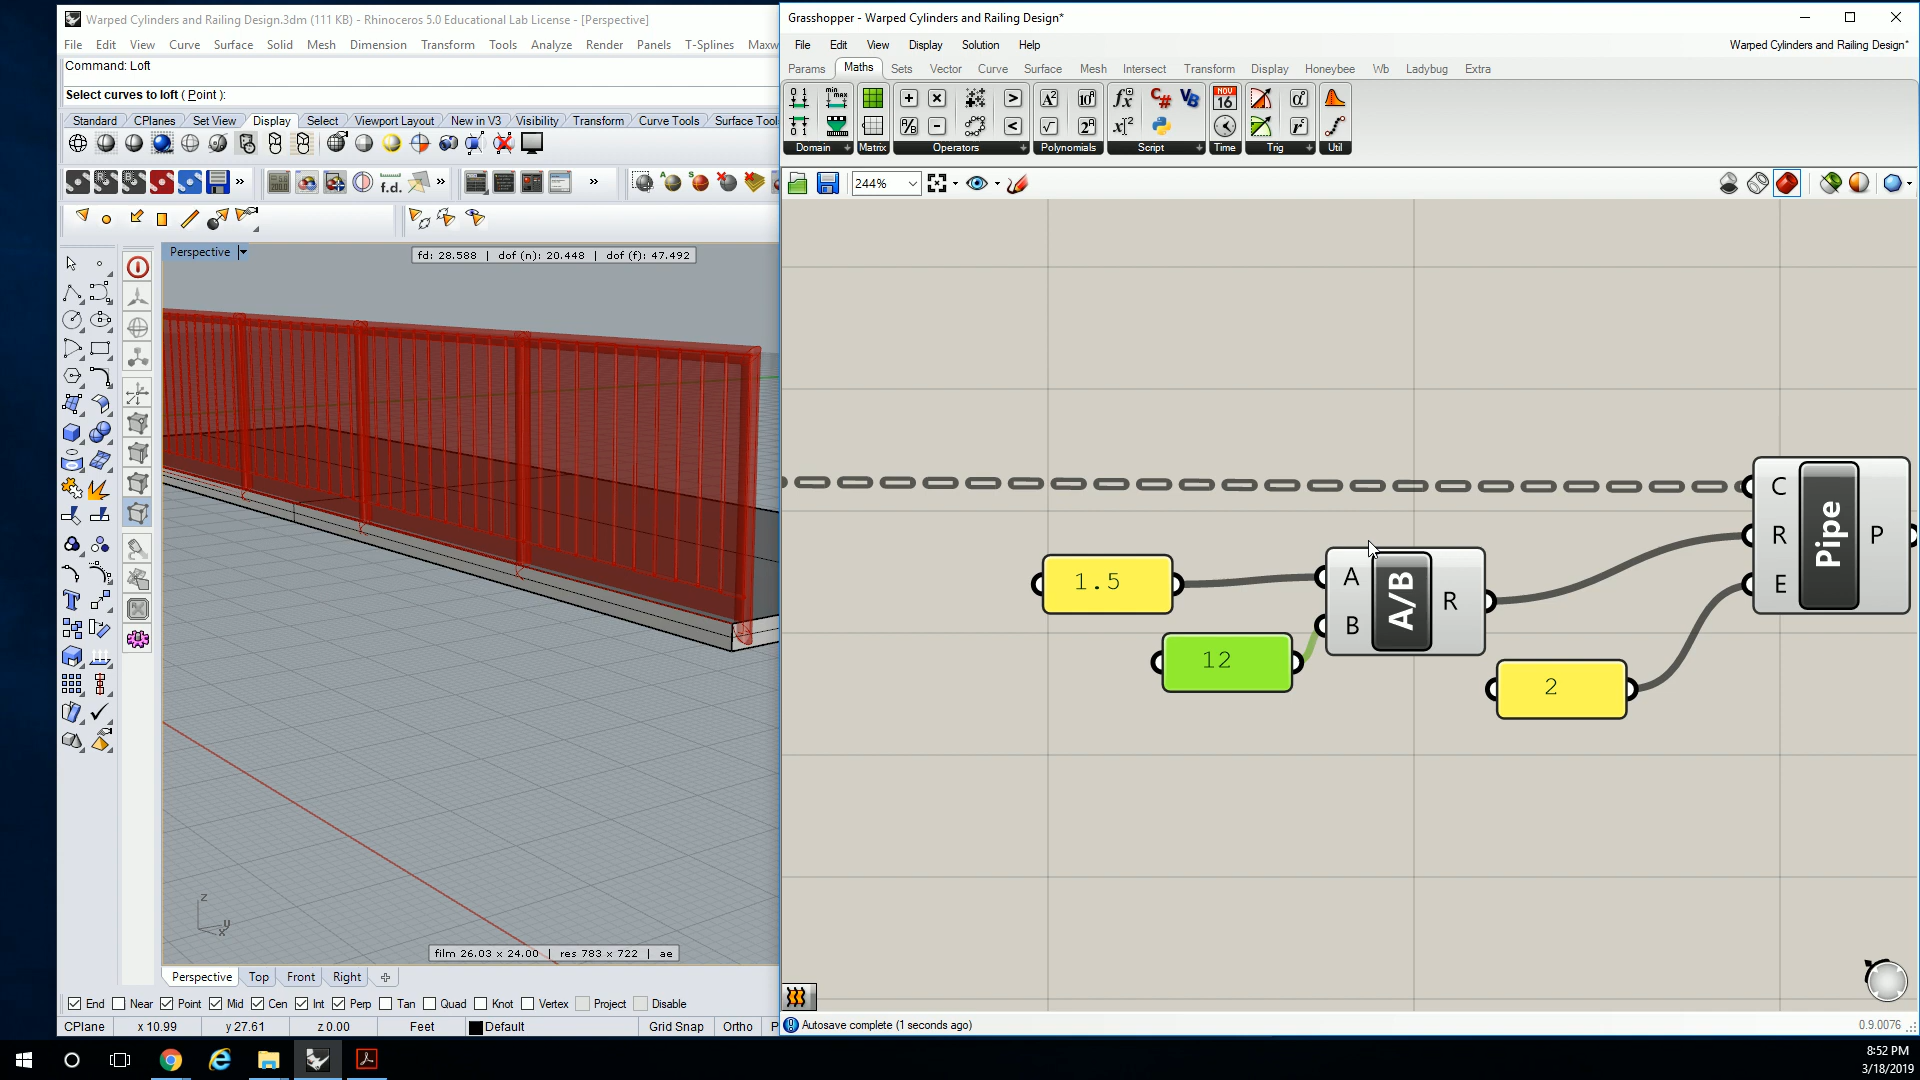 Warped Cylinders and Railing Design.3dm (111 KB) - Rhinoceros 5.0 Educational Lab License - [Perspective]
File Edit View Curve Surface Solid Mesh Dimension Transform Tools Analyze Render Panels T-Splines Maxw
Command: Loft
Select curves to loft ( Point ):
Standard CPlanes Set View Display Select Viewport Layout New in V3 Visibility Transform Curve Tools Surface Tool
f.d.
Perspective
fd: 28.588 | dof (n): 20.448 | dof (f): 47.492
z
y
x
film 26.03 x 24.00 | res 783 x 722 | ae
Perspective Top Front Right
End Near Point Mid Cen Int Perp Tan Quad Knot Vertex Project Disable
CPlane x 10.99 y 27.61 z 0.00 Feet Default Grid Snap Ortho P
Grasshopper - Warped Cylinders and Railing Design*
File Edit View Display Solution Help
Warped Cylinders and Railing Design*
Params Maths Sets Vector Curve Surface Mesh Intersect Transform Display Honeybee Wb Ladybug Extra
Domain Matrix Operators Polynomials Script Time Trig Util
244%
C
R Pipe P
E
1.5
A
A/B R
B
12
2
Autosave complete (1 seconds ago)
0.9.0076
8:52 PM
3/18/2019